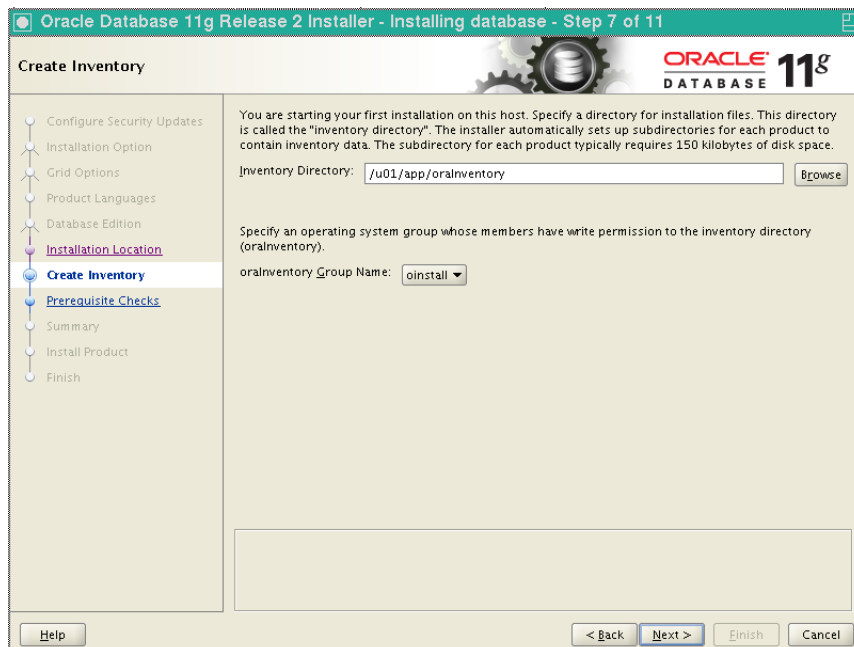 Oracle Database 11g Release 2 Installer - Installing database - Step 7 of 11
Create Inventory
ORACLE
DATABASE
11g
Configure Security Updates
Installation Option
Grid Options
Product Languages
Database Edition
Installation Location
Create Inventory
Prerequisite Checks
Summary
Install Product
Finish
You are starting your first installation on this host. Specify a directory for installation files. This directory
is called the "inventory directory". The installer automatically sets up subdirectories for each product to
contain inventory data. The subdirectory for each product typically requires 150 kilobytes of disk space.
Inventory Directory: /u01/app/oraInventory Browse
Specify an operating system group whose members have write permission to the inventory directory
(oraInventory).
oraInventory Group Name: oinstall
Help < Back Next > Finish Cancel